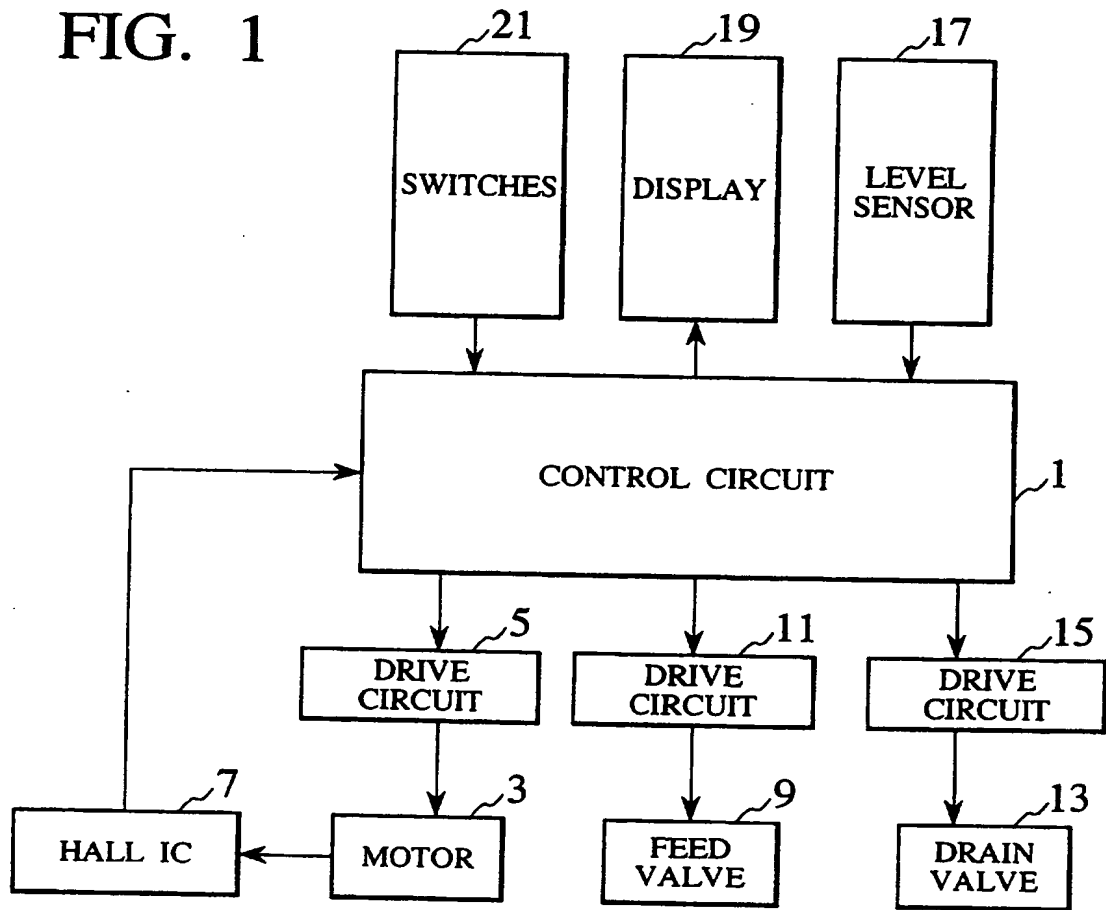 FIG. 1
21
19
17
SWITCHES
DISPLAY
LEVEL
SENSOR
CONTROL CIRCUIT
1
5
11
15
DRIVE
CIRCUIT
DRIVE
CIRCUIT
DRIVE
CIRCUIT
7
3
9
13
HALL IC
MOTOR
FEED
VALVE
DRAIN
VALVE